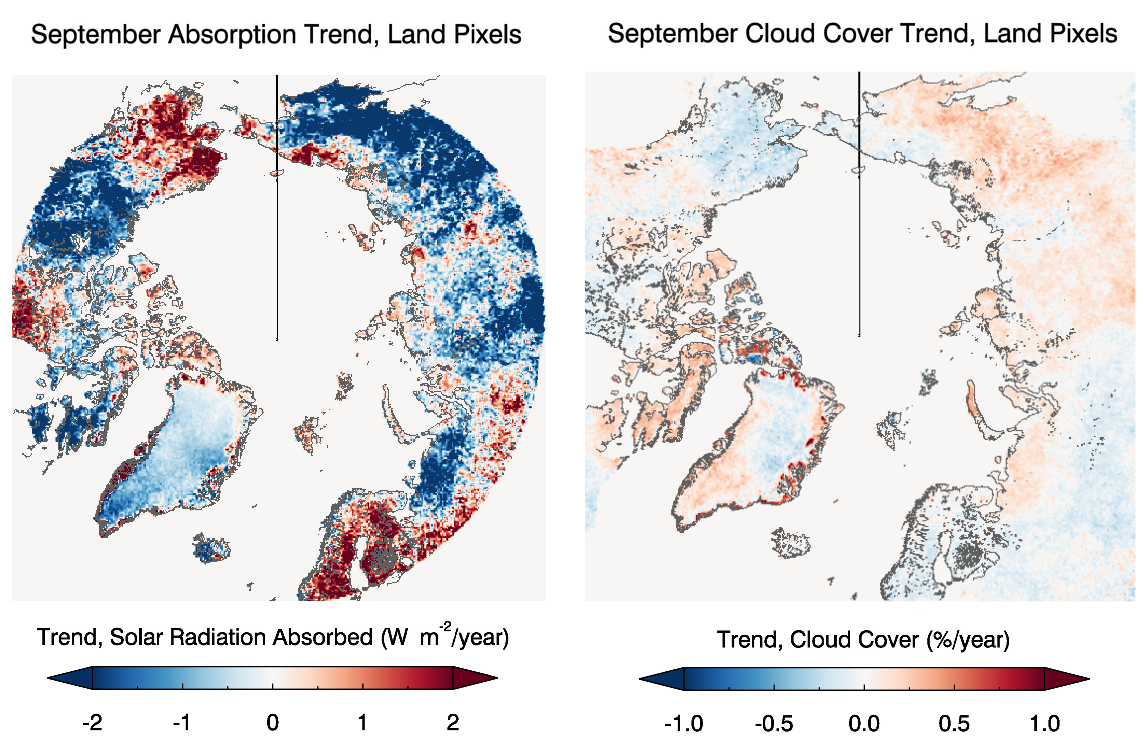 September Absorption Trend, Land Pixels
September Cloud Cover Trend, Land Pixels
Trend, Solar Radiation Absorbed (W m⁻²/year)
-2 -1 0 1 2
Trend, Cloud Cover (%/year)
-1.0 -0.5 0.0 0.5 1.0